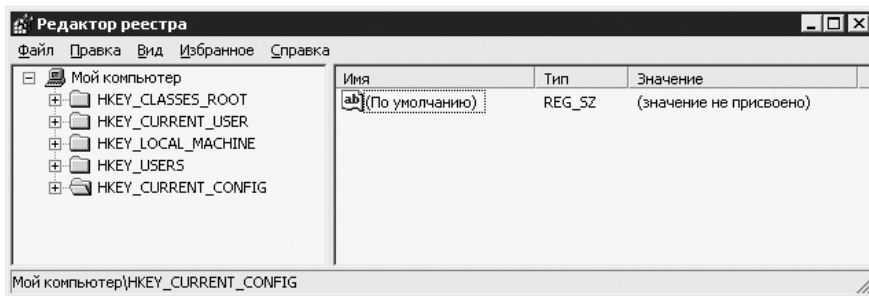 Редактор реестра
Файл Правка Вид Избранное Справка
Мой компьютер
HKEY_CLASSES_ROOT
HKEY_CURRENT_USER
HKEY_LOCAL_MACHINE
HKEY_USERS
HKEY_CURRENT_CONFIG
Имя Тип Значение
ab (По умолчанию) REG_SZ (значение не присвоено)
Мой компьютер\HKEY_CURRENT_CONFIG